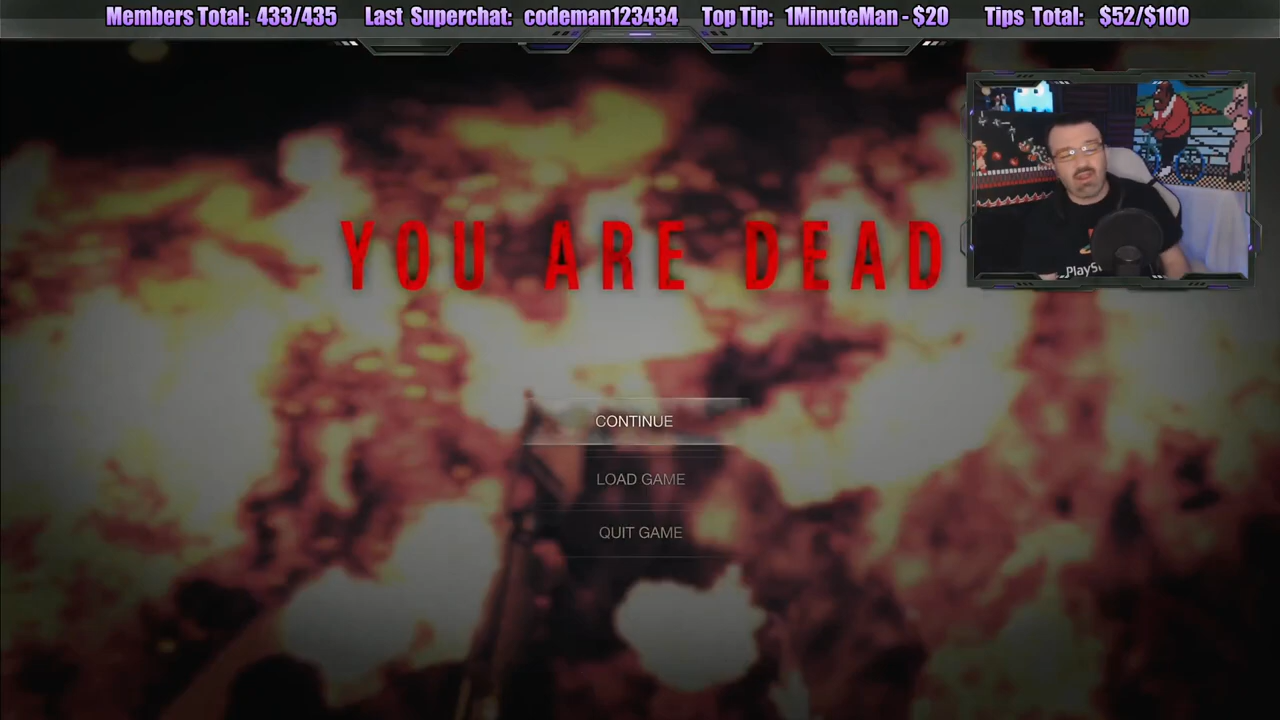 Members Total: 433/435 Last Superchat: codeman123434 Top Tip: 1MinuteMan - $20 Tips Total: $52/$100
YOU ARE DEAD
PlaySt
CONTINUE
LOAD GAME
QUIT GAME